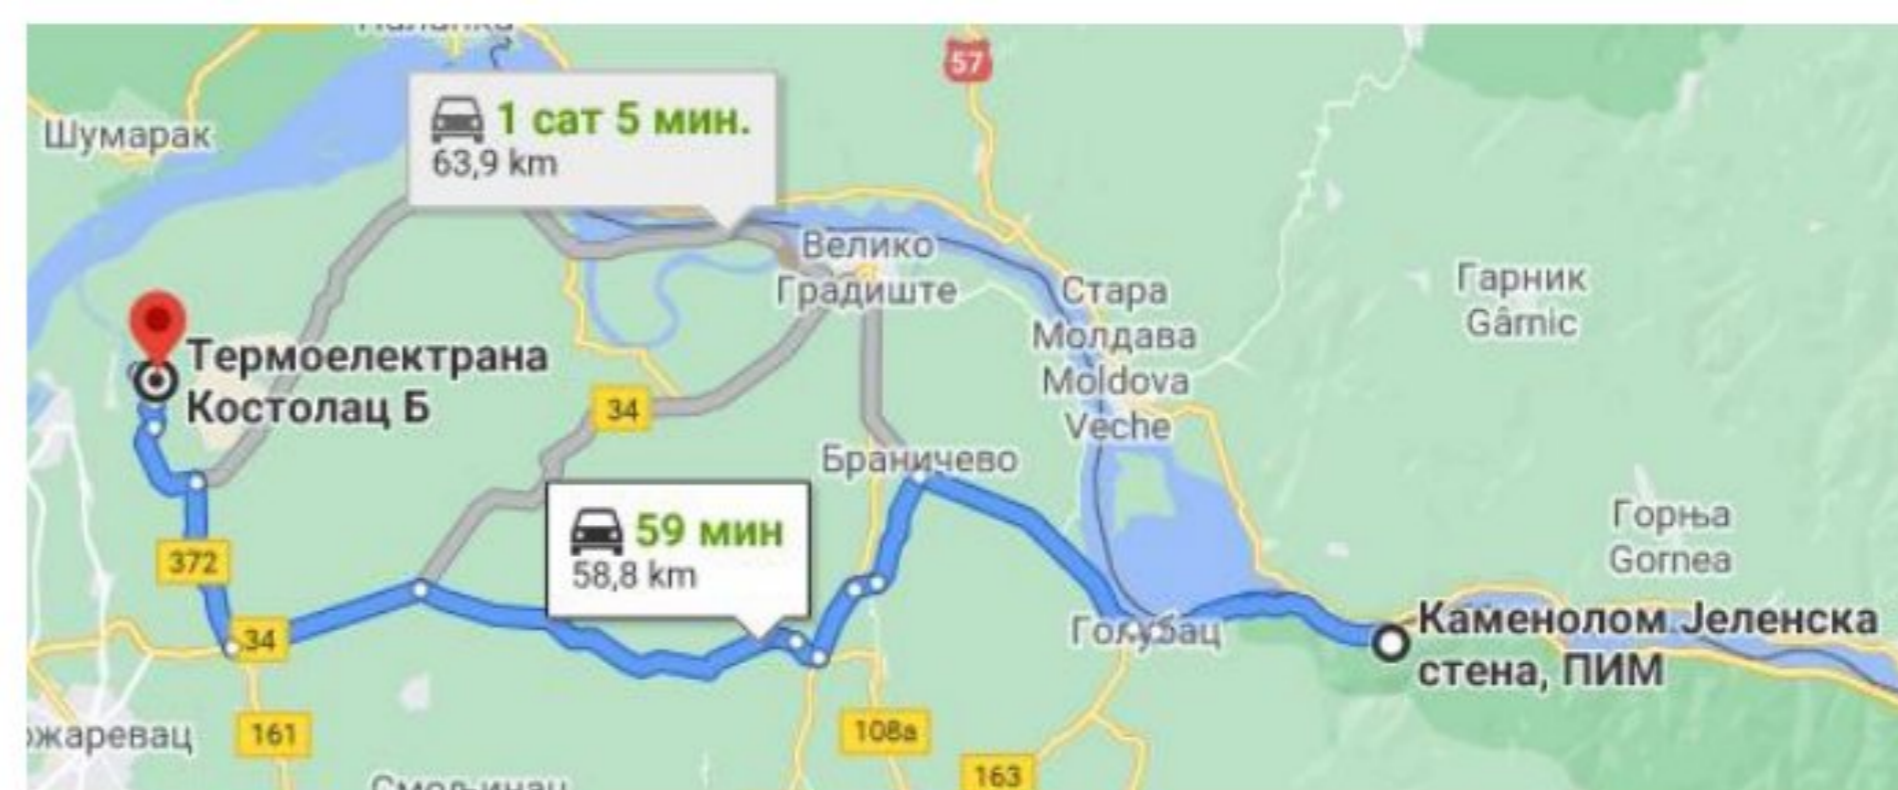 57
Шумарак
1 сат 5 мин.
63,9 km
Велико
Градиште
Стара
Молдава
Moldova
Veche
Гарник
Gârnic
Термоелектрана
Костолац Б
34
Браничево
59 мин
58,8 km
Горња
Gornea
372
34
Голубац
Каменолом Јеленска
стена, ПИМ
161
108a
163